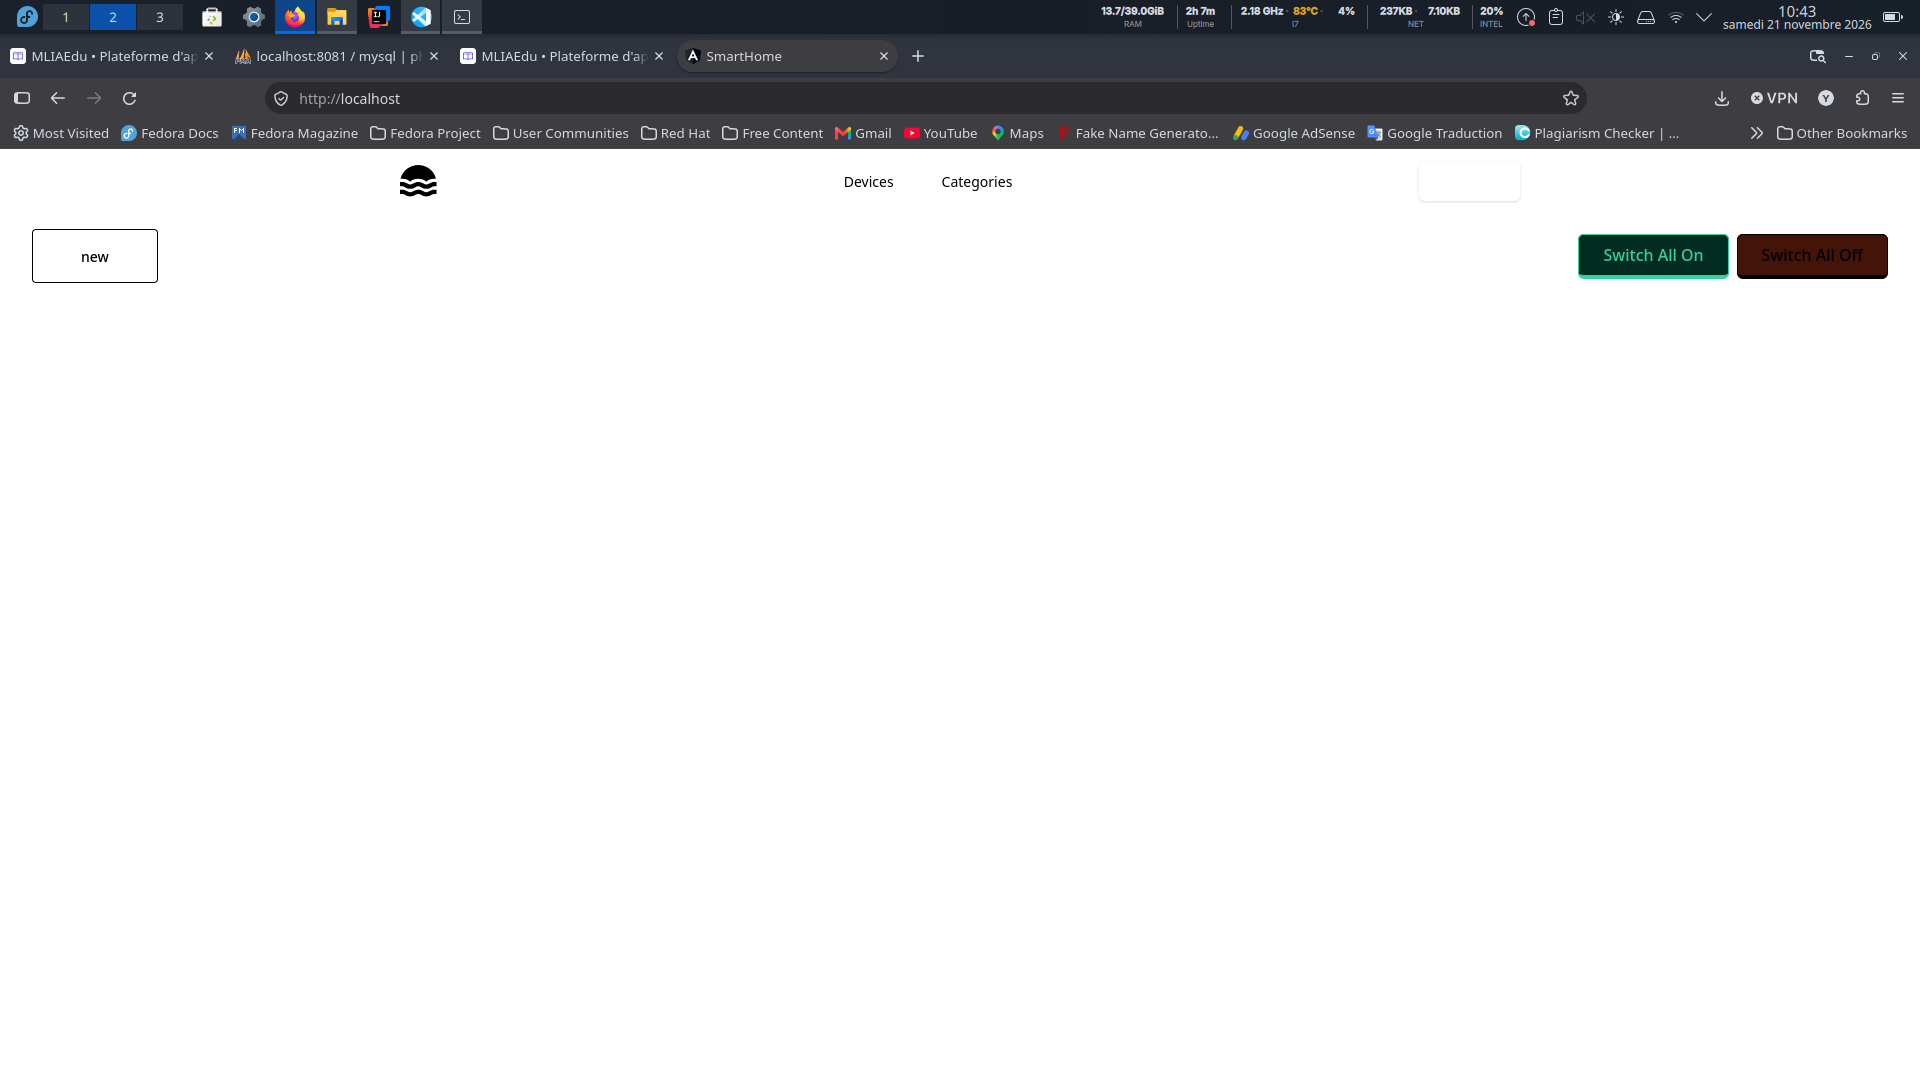 1 2 3
13.7/39.0GiB 2h 7m 2.18 GHz 83°C 4% 237KB 7.10KB 20% 10:43
RAM Uptime I7 NET INTEL samedi 21 novembre 2026
MLIAEdu • Plateforme d'ap localhost:8081 / mysql | p MLIAEdu • Plateforme d'ap SmartHome
http://localhost VPN Y
Most Visited Fedora Docs Fedora Magazine Fedora Project User Communities Red Hat Free Content Gmail YouTube Maps Fake Name Generato... Google AdSense Google Traduction Plagiarism Checker | ... Other Bookmarks
Devices Categories
new Switch All On Switch All Off